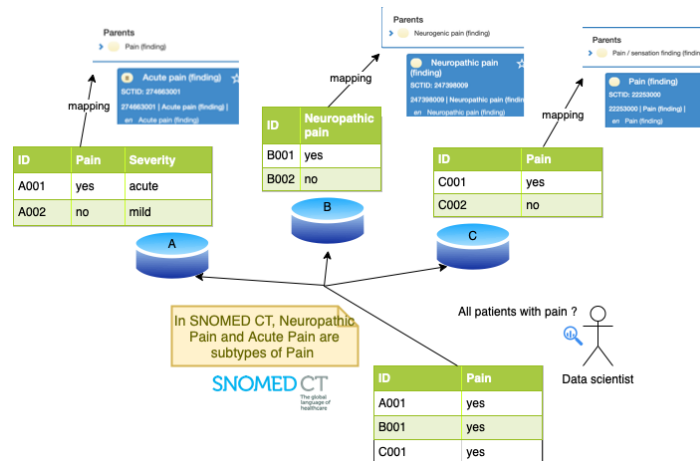 Parents
Pain (finding)
Acute pain (finding)
SCTID: 274663001
274663001 | Acute pain (finding) |
en Acute pain (finding)
mapping
ID Pain Severity
A001 yes acute
A002 no mild
A
Parents
Neurogenic pain (finding)
Neuropathic pain
(finding)
SCTID: 247398009
247398009 | Neuropathic pain (findin
en Neuropathic pain (finding)
mapping
ID Neuropathic
pain
B001 yes
B002 no
B
Parents
Pain / sensation finding (findin
Pain (finding)
SCTID: 22253000
22253000 | Pain (finding) |
en Pain (finding)
mapping
ID Pain
C001 yes
C002 no
C
In SNOMED CT, Neuropathic
Pain and Acute Pain are
subtypes of Pain
SNOMED CT
The global
language of
healthcare
All patients with pain ?
Data scientist
ID Pain
A001 yes
B001 yes
C001 yes